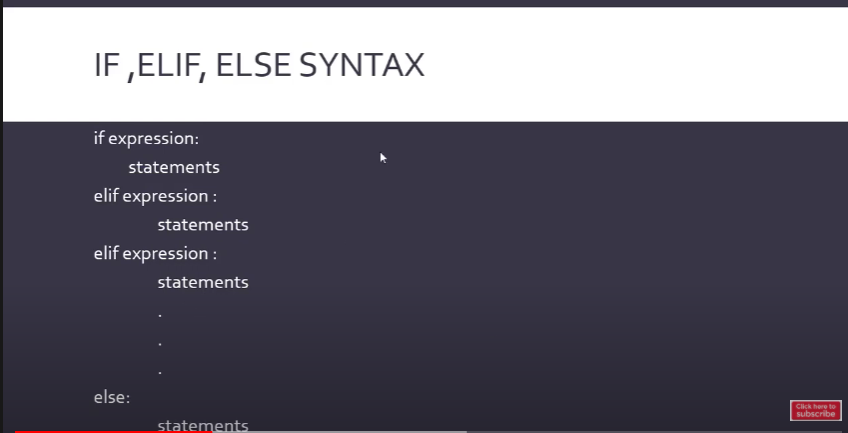 IF ,ELIF, ELSE SYNTAX
if expression:
statements
elif expression :
statements
elif expression :
statements
.
.
.
else:
statements
Click here to
subscribe